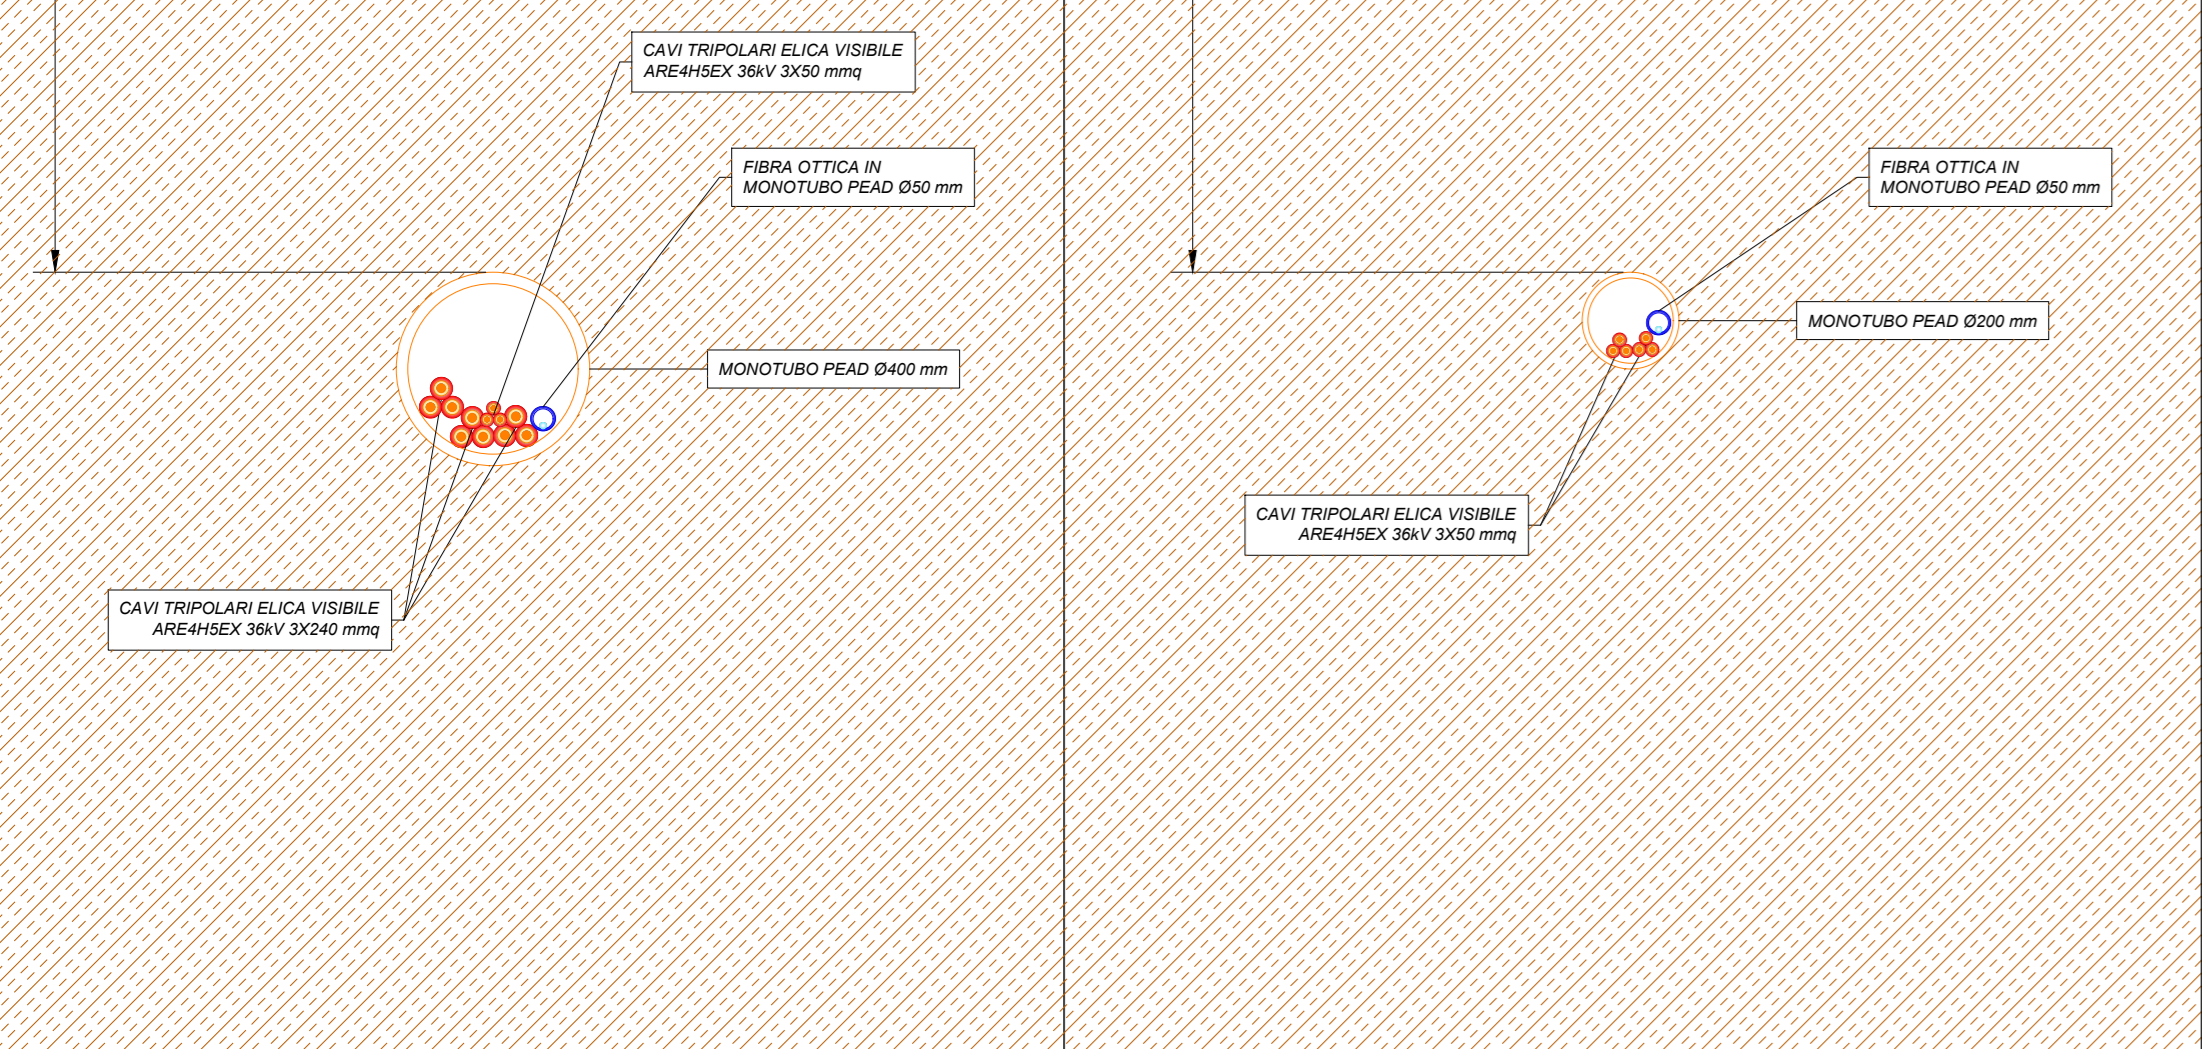 CAVI TRIPOLARI ELICA VISIBILE
ARE4H5EX 36kV 3X50 mmq
FIBRA OTTICA IN
MONOTUBO PEAD Ø50 mm
MONOTUBO PEAD Ø400 mm
CAVI TRIPOLARI ELICA VISIBILE
ARE4H5EX 36kV 3X240 mmq
FIBRA OTTICA IN
MONOTUBO PEAD Ø50 mm
MONOTUBO PEAD Ø200 mm
CAVI TRIPOLARI ELICA VISIBILE
ARE4H5EX 36kV 3X50 mmq